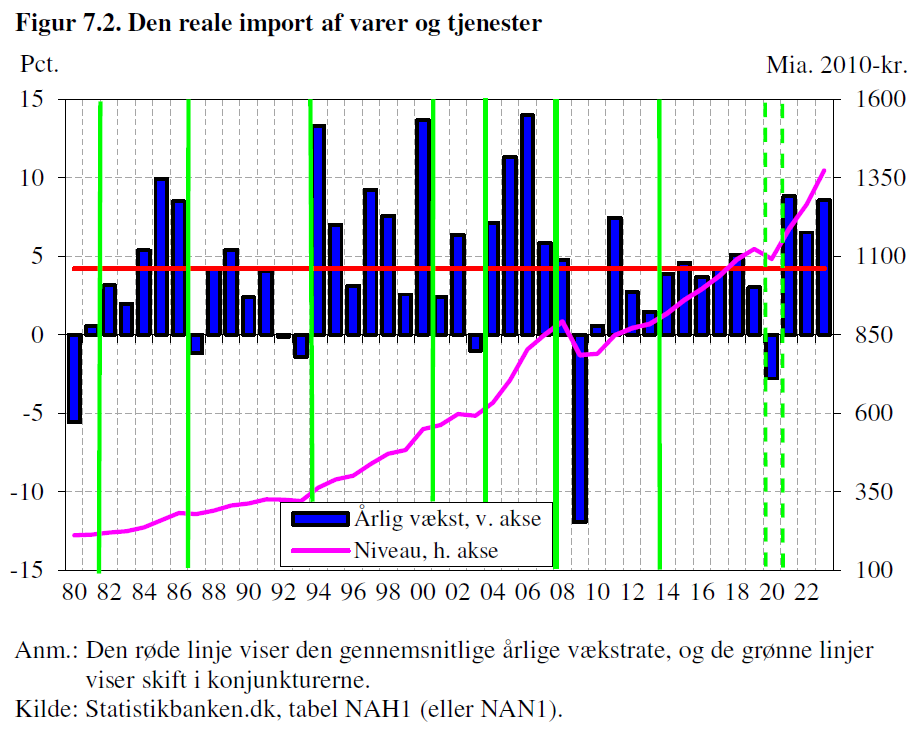 Figur 7.2. Den reale import af varer og tjenester
Pct.
Mia. 2010-kr.
15
10
5
0
-5
-10
-15
1600
1350
1100
850
600
350
100
Årlig vækst, v. akse
Niveau, h. akse
80 82 84 86 88 90 92 94 96 98 00 02 04 06 08 10 12 14 16 18 20 22
Anm.: Den røde linje viser den gennemsnitlige årlige vækstrate, og de grønne linjer
viser skift i konjunkturerne.
Kilde: Statistikbanken.dk, tabel NAH1 (eller NAN1).